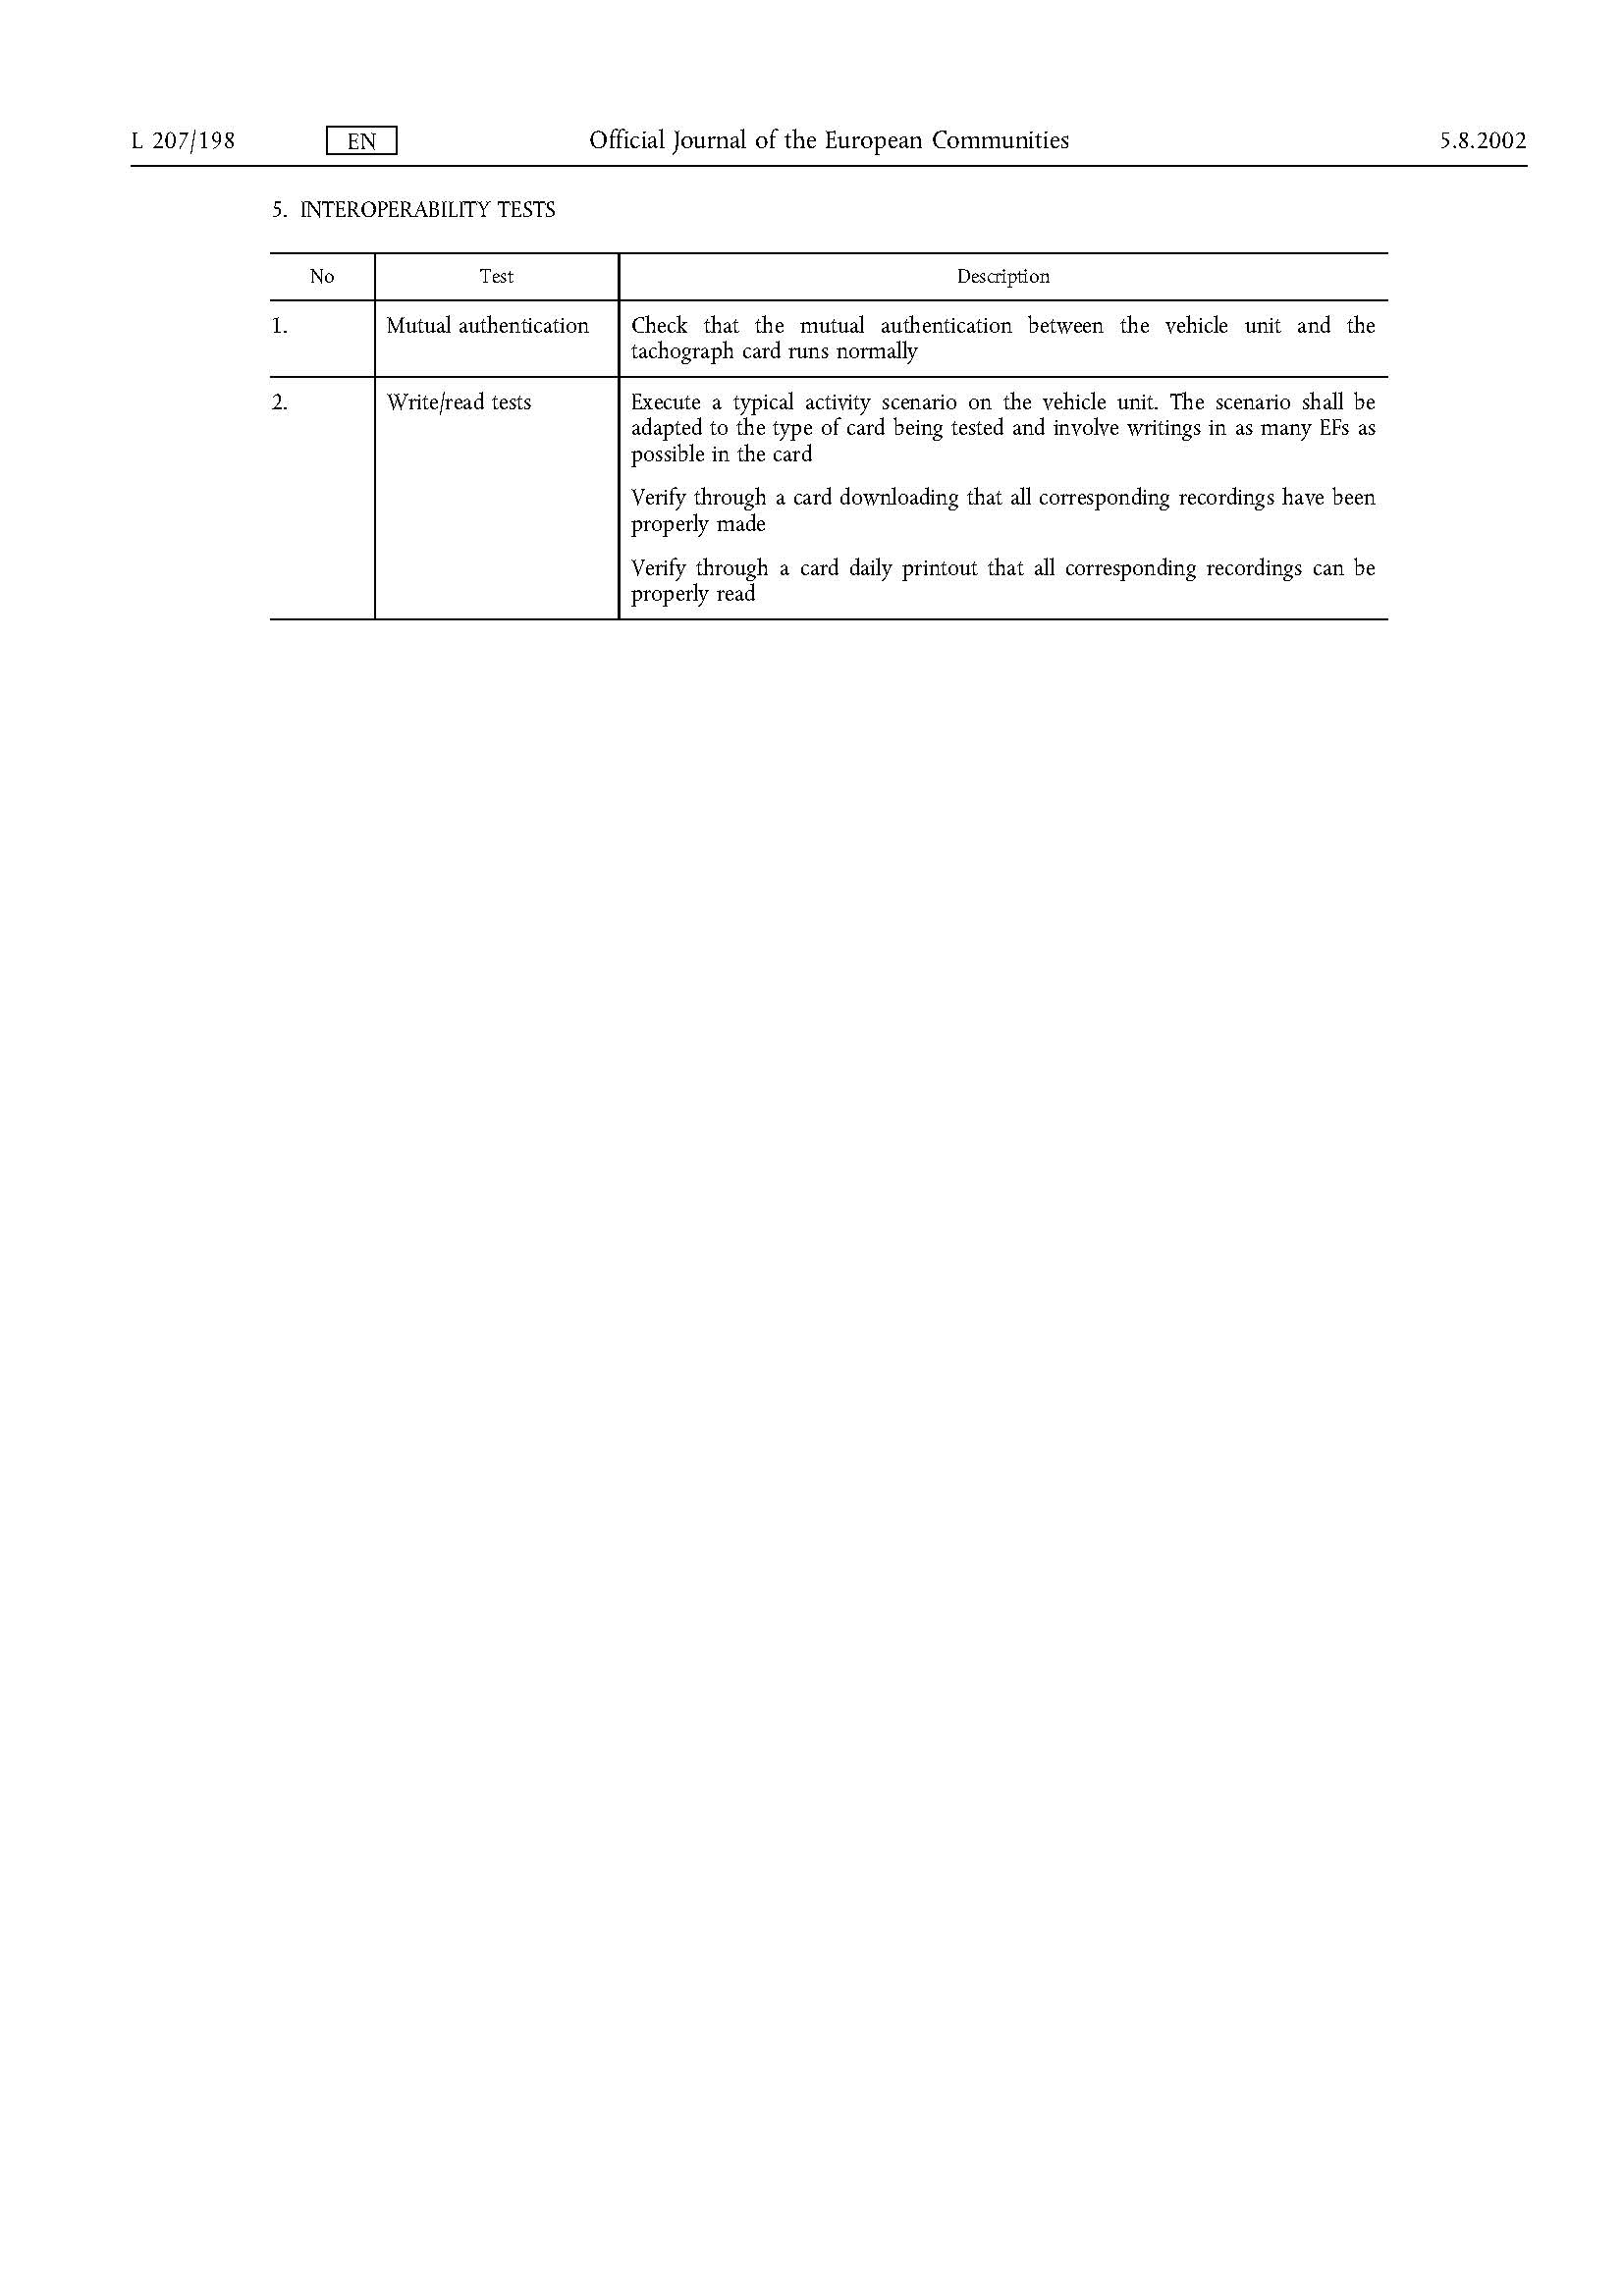 L 207/198 EN Official Journal of the European Communities 5.8.2002
5. INTEROPERABILITY TESTS
No Test Description
1. Mutual authentication Check that the mutual authentication between the vehicle unit and the
tachograph card runs normally
2. Write/read tests Execute a typical activity scenario on the vehicle unit. The scenario shall be
adapted to the type of card being tested and involve writings in as many EFs as
possible in the card
Verify through a card downloading that all corresponding recordings have been
properly made
Verify through a card daily printout that all corresponding recordings can be
properly read